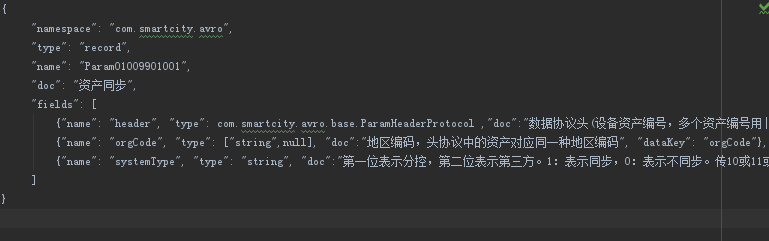 {
"namespace": "com.smartcity.avro",
"type": "record",
"name": "Param01009901001",
"doc": "资产同步",
"fields": [
{"name": "header", "type": com.smartcity.avro.base.ParamHeaderProtocol ,"doc":"数据协议头(设备资产编号，多个资产编号用|
{"name": "orgCode", "type": ["string",null], "doc":"地区编码，头协议中的资产对应同一种地区编码", "dataKey": "orgCode"},
{"name": "systemType", "type": "string", "doc":"第一位表示分控，第二位表示第三方。1: 表示同步，0: 表示不同步。传10或11或
]
}